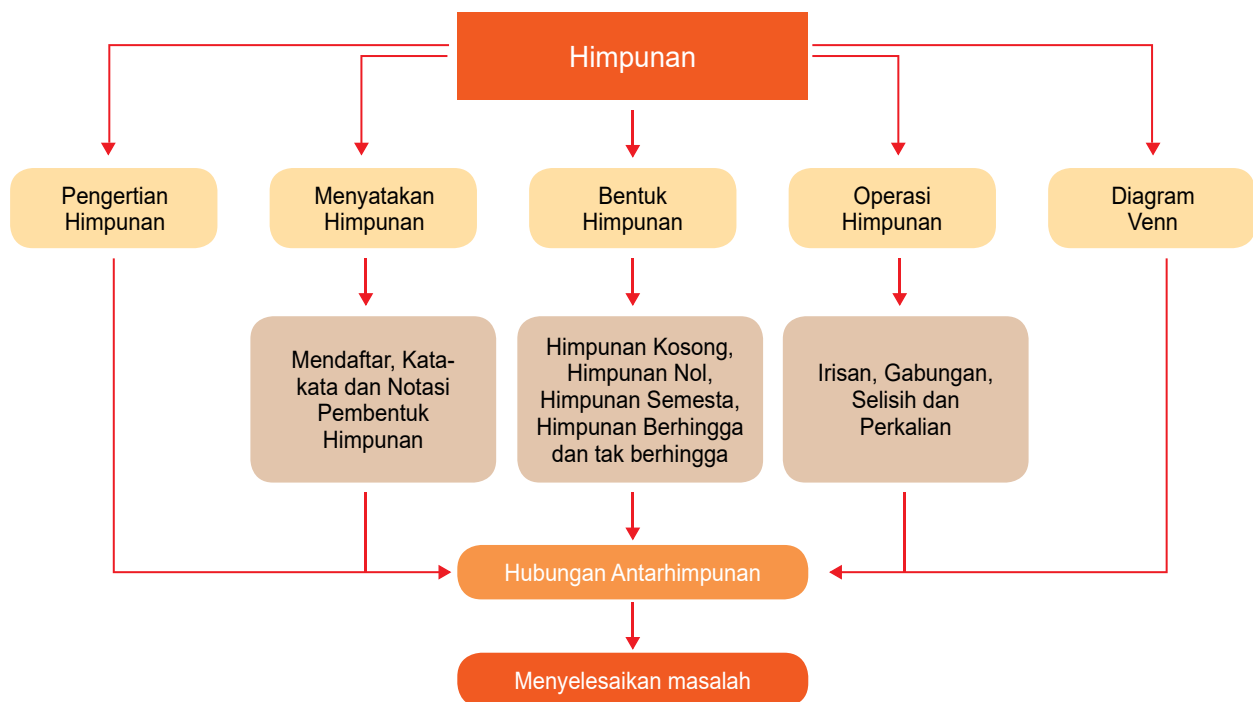 Himpunan
Pengertian
Himpunan
Menyatakan
Himpunan
Bentuk
Himpunan
Operasi
Himpunan
Diagram
Venn
Mendaftar, Kata-
kata dan Notasi
Pembentuk
Himpunan
Himpunan Kosong,
Himpunan Nol,
Himpunan Semesta,
Himpunan Berhingga
dan tak berhingga
Irisan, Gabungan,
Selisih dan
Perkalian
Hubungan Antarhimpunan
Menyelesaikan masalah